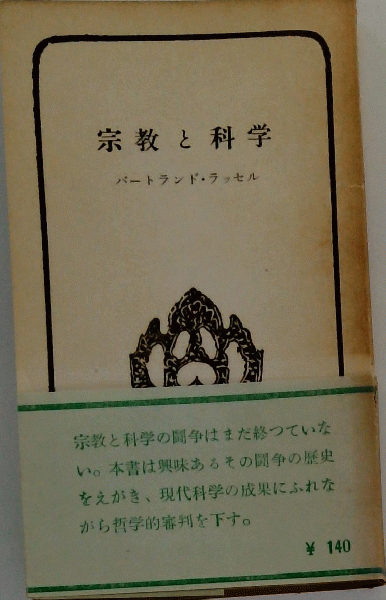 宗教と科学
バートランド・ラッセル
宗教と科学の闘争はまだ終つていな
い。本書は興味あるその闘争の歴史
をえがき、現代科学の成果にふれな
がら哲学的審判を下す。
¥ 140